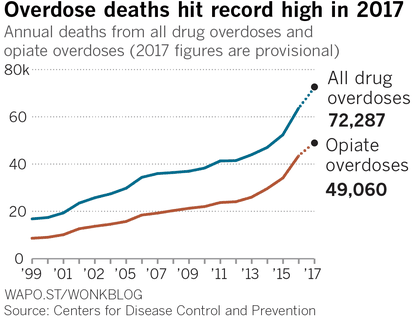 Overdose deaths hit record high in 2017
Annual deaths from all drug overdoses and
opiate overdoses (2017 figures are provisional)
80k
All drug
overdoses
72,287
60
Opiate
overdoses
49,060
40
20
0
'99 '01 '03 '05 '07 '09 '11 '13 '15 '17
WAPO.ST/WONKBLOG
Source: Centers for Disease Control and Prevention